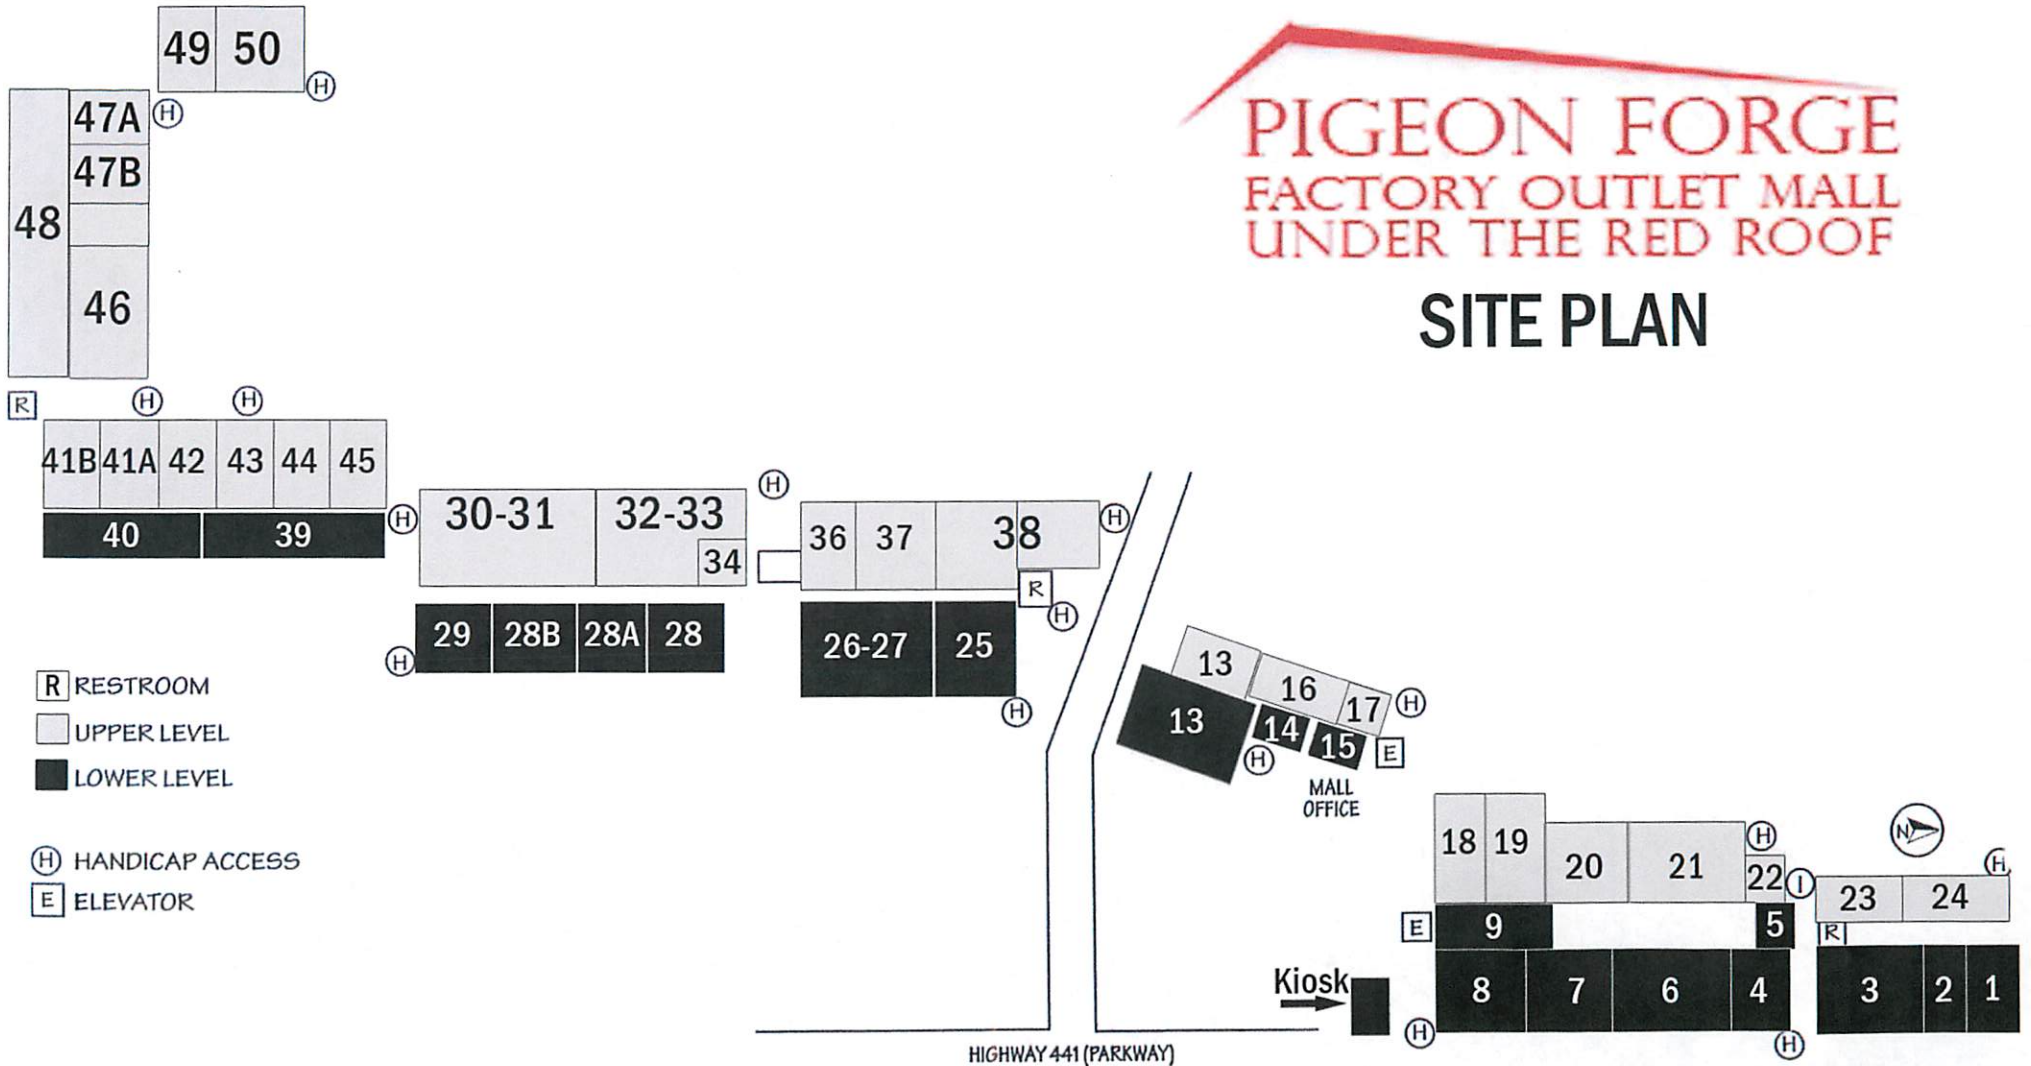 PIGEON FORGE
FACTORY OUTLET MALL
UNDER THE RED ROOF
SITE PLAN
49 50
H
47A H
47B
48
46
R H H
41B 41A 42 43 44 45
40 39
H
30-31 32-33
34
H
29 28B 28A 28
H
36 37 38
H
R
H
26-27 25
H
R RESTROOM
UPPER LEVEL
LOWER LEVEL
H HANDICAP ACCESS
E ELEVATOR
13 16 17 H
13 14 15 E
H
MALL
OFFICE
18 19 20 21 22
H
I
N
H
23 24
R
E 9 5
8 7 6 4
3 2 1
H
H
Kiosk
HIGHWAY 441 (PARKWAY)